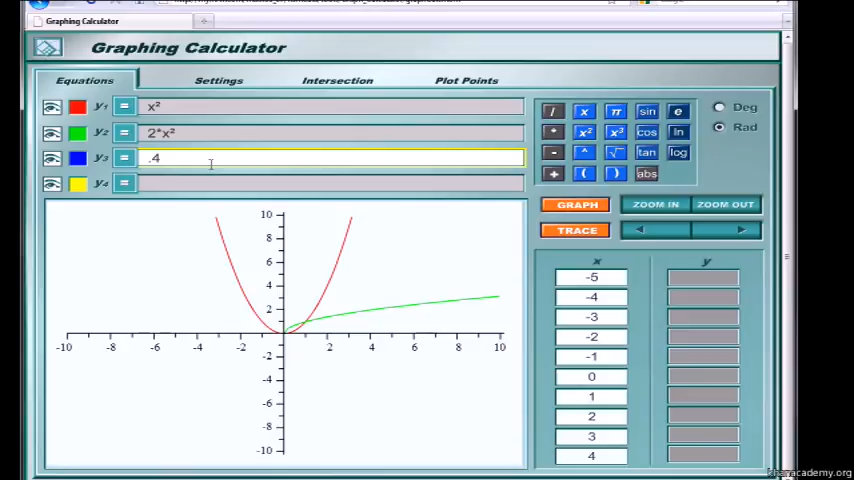 Graphing Calculator
Graphing Calculator
Equations Settings Intersection Plot Points
y1 = x²
y2 = 2*x²
y3 = .4
y4 =
/ x π sin e
* x² x³ cos ln
- ^ √ tan log
+ ( ) abs
Deg
Rad
GRAPH ZOOM IN ZOOM OUT
TRACE
x y
-5
-4
-3
-2
-1
0
1
2
3
4
10
8
6
4
2
-10 -8 -6 -4 -2 2 4 6 8 10
-2
-4
-6
-8
-10
khanacademy.org